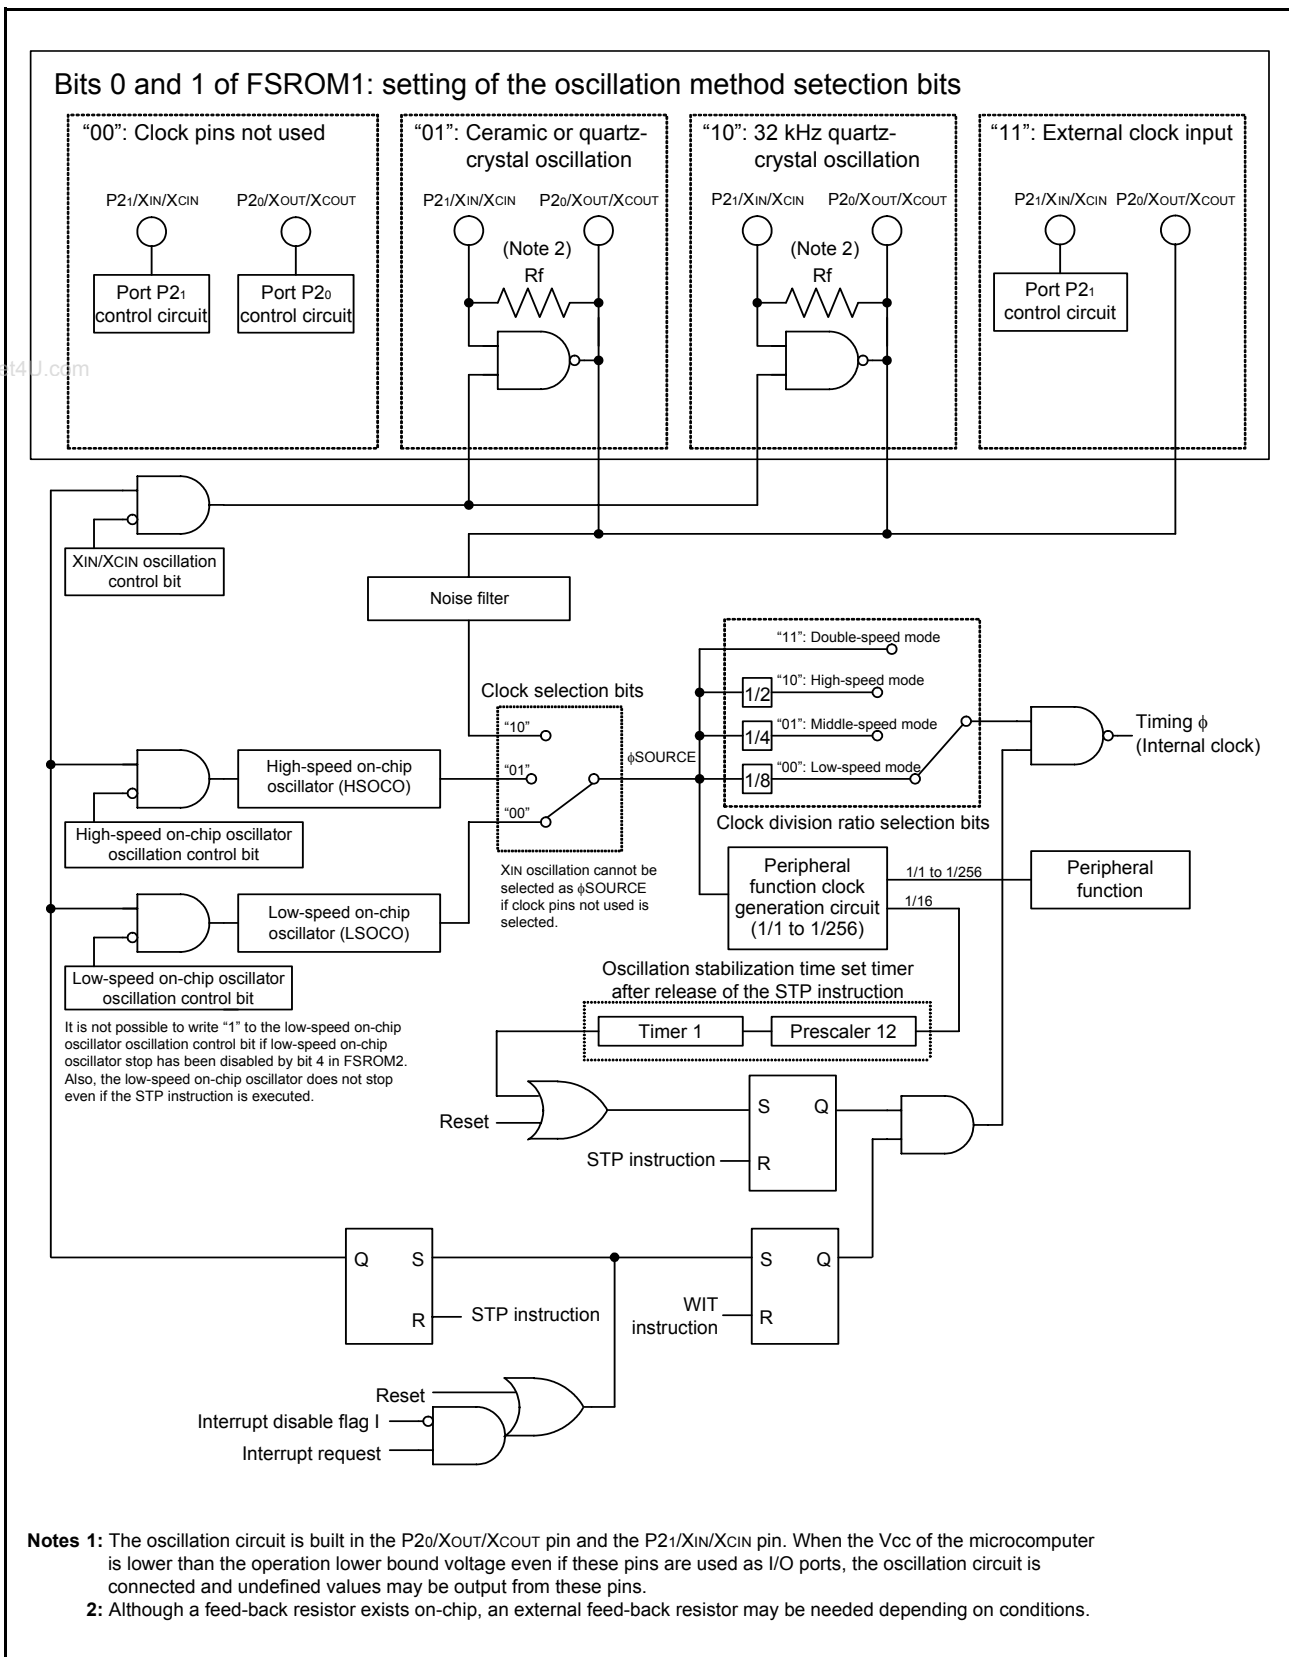 Bits 0 and 1 of FSROM1: setting of the oscillation method setection bits
“00”: Clock pins not used
“01”: Ceramic or quartz-
crystal oscillation
“10”: 32 kHz quartz-
crystal oscillation
“11”: External clock input
P21/XIN/XCIN
P20/XOUT/XCOUT
P21/XIN/XCIN
P20/XOUT/XCOUT
P21/XIN/XCIN
P20/XOUT/XCOUT
P21/XIN/XCIN
P20/XOUT/XCOUT
(Note 2)
Rf
(Note 2)
Rf
Port P21
control circuit
Port P20
control circuit
Port P21
control circuit
et4U.com
XIN/XCIN oscillation
control bit
Noise filter
Clock selection bits
“10”
“01”
“00”
φSOURCE
“11”: Double-speed mode
1/2
“10”: High-speed mode
1/4
“01”: Middle-speed mode
1/8
“00”: Low-speed mode
Clock division ratio selection bits
Timing φ
(Internal clock)
High-speed on-chip
oscillator (HSOCO)
High-speed on-chip oscillator
oscillation control bit
XIN oscillation cannot be
selected as φSOURCE
if clock pins not used is
selected.
Peripheral
function clock
generation circuit
(1/1 to 1/256)
1/1 to 1/256
1/16
Peripheral
function
Low-speed on-chip
oscillator (LSOCO)
Low-speed on-chip oscillator
oscillation control bit
It is not possible to write “1” to the low-speed on-chip
oscillator oscillation control bit if low-speed on-chip
oscillator stop has been disabled by bit 4 in FSROM2.
Also, the low-speed on-chip oscillator does not stop
even if the STP instruction is executed.
Oscillation stabilization time set timer
after release of the STP instruction
Timer 1
Prescaler 12
Reset
S
Q
STP instruction
R
Q
S
R
STP instruction
S
Q
WIT
instruction
R
Reset
Interrupt disable flag I
Interrupt request
Notes 1: The oscillation circuit is built in the P20/XOUT/XCOUT pin and the P21/XIN/XCIN pin. When the Vcc of the microcomputer
is lower than the operation lower bound voltage even if these pins are used as I/O ports, the oscillation circuit is
connected and undefined values may be output from these pins.
2: Although a feed-back resistor exists on-chip, an external feed-back resistor may be needed depending on conditions.